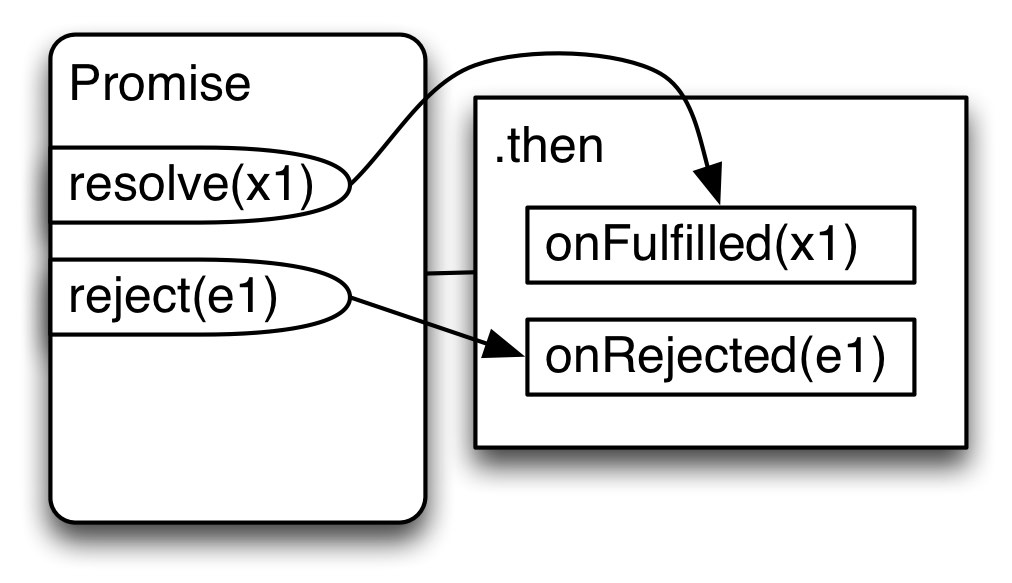 Promise
resolve(x1)
reject(e1)
.then
onFulfilled(x1)
onRejected(e1)